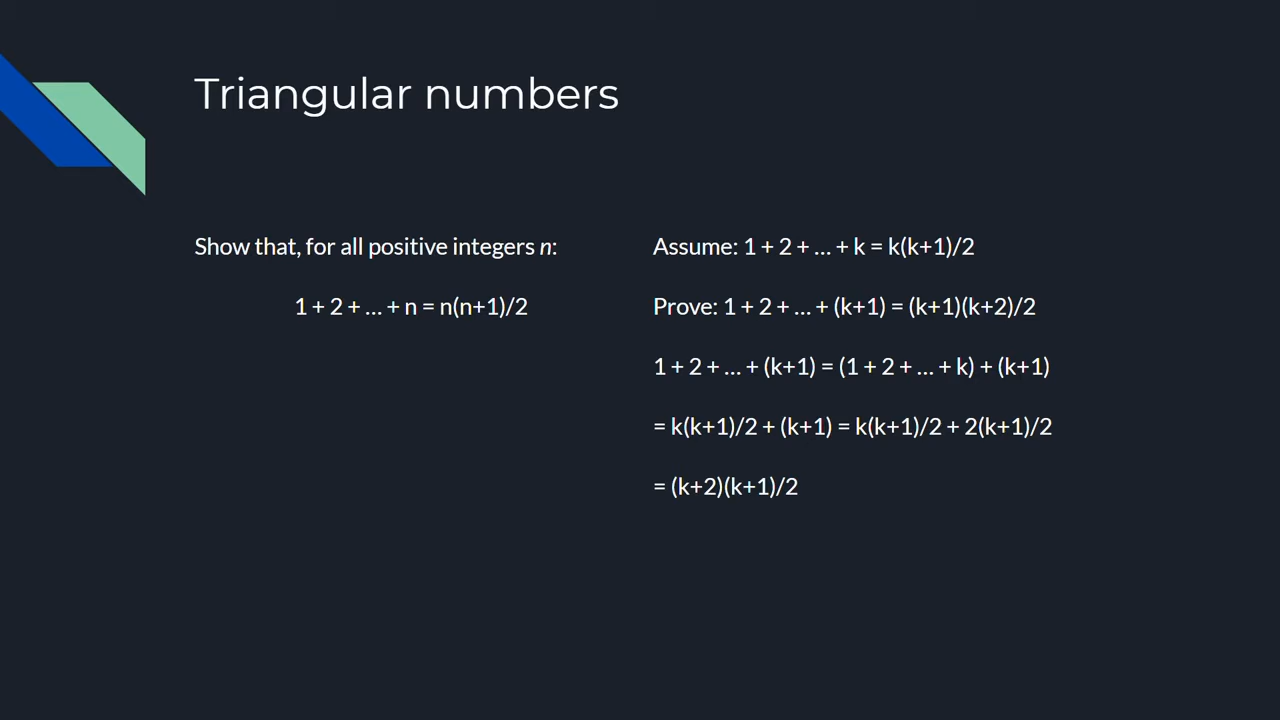 Triangular numbers
Show that, for all positive integers n:
1 + 2 + … + n = n(n+1)/2
Assume: 1 + 2 + … + k = k(k+1)/2
Prove: 1 + 2 + … + (k+1) = (k+1)(k+2)/2
1 + 2 + … + (k+1) = (1 + 2 + … + k) + (k+1)
= k(k+1)/2 + (k+1) = k(k+1)/2 + 2(k+1)/2
= (k+2)(k+1)/2